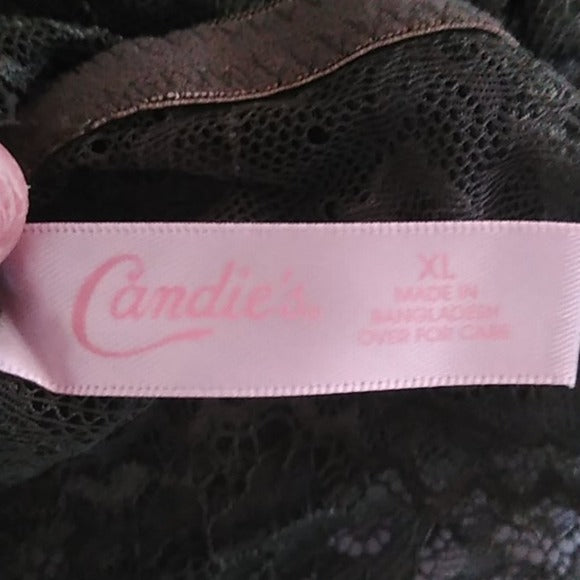 Candie's®
XL
MADE IN
BANGLADESH
OVER FOR CARE